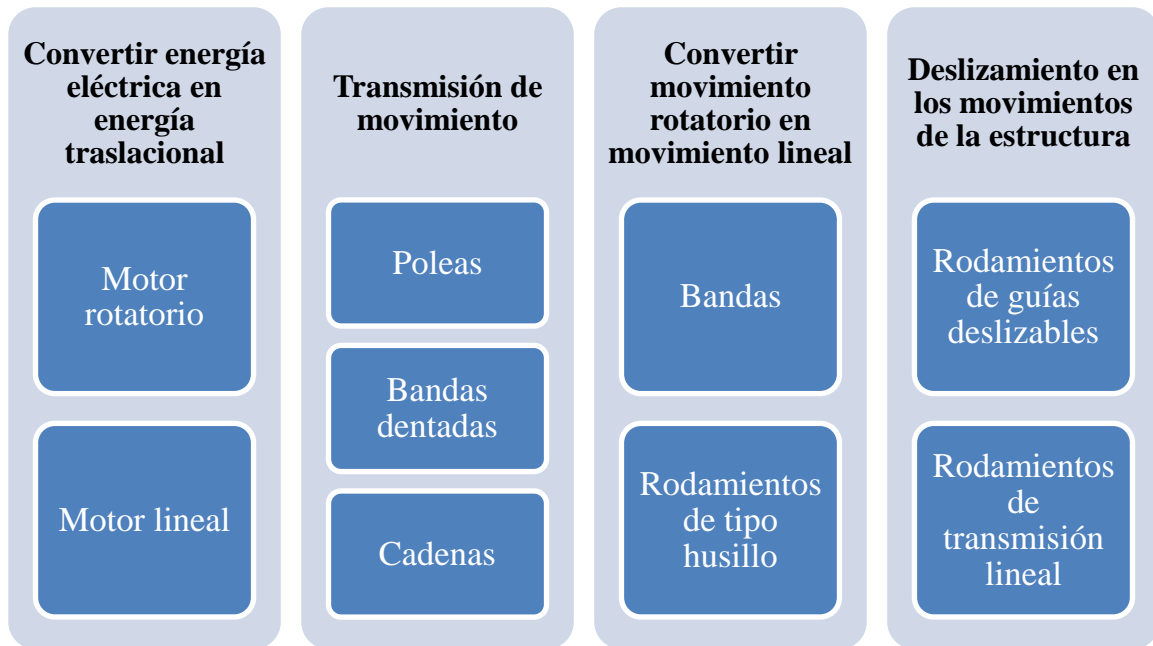 Convertir energía
eléctrica en
energía
traslacional
Motor
rotatorio
Motor lineal
Transmisión de
movimiento
Poleas
Bandas
dentadas
Cadenas
Convertir
movimiento
rotatorio en
movimiento lineal
Bandas
Rodamientos
de tipo
husillo
Deslizamiento en
los movimientos
de la estructura
Rodamientos
de guías
deslizables
Rodamientos
de
transmisión
lineal